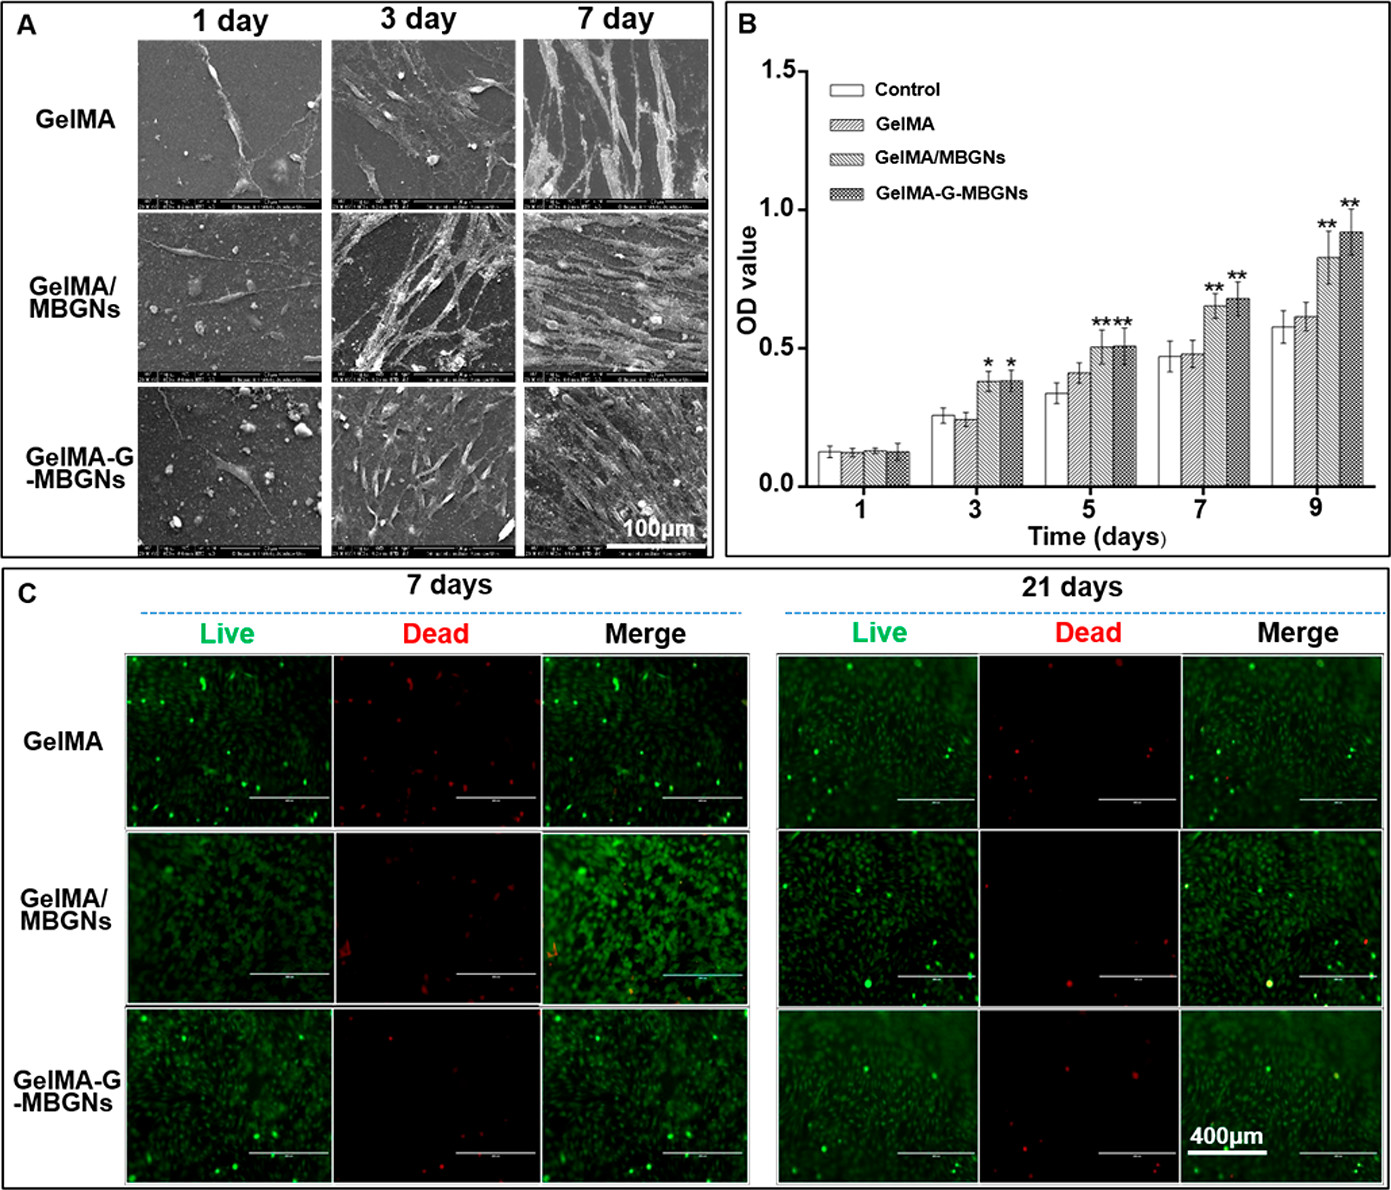 A
1 day
3 day
7 day
GelMA
GelMA/
MBGNs
GelMA-G
-MBGNs
100μm
B
1.5
1.0
0.5
0.0
OD value
Control
GelMA
GelMA/MBGNs
GelMA-G-MBGNs
*
*
**
**
**
**
**
**
1
3
5
7
9
Time (days)
C
7 days
21 days
Live
Dead
Merge
Live
Dead
Merge
GelMA
GelMA/
MBGNs
GelMA-G
-MBGNs
400μm